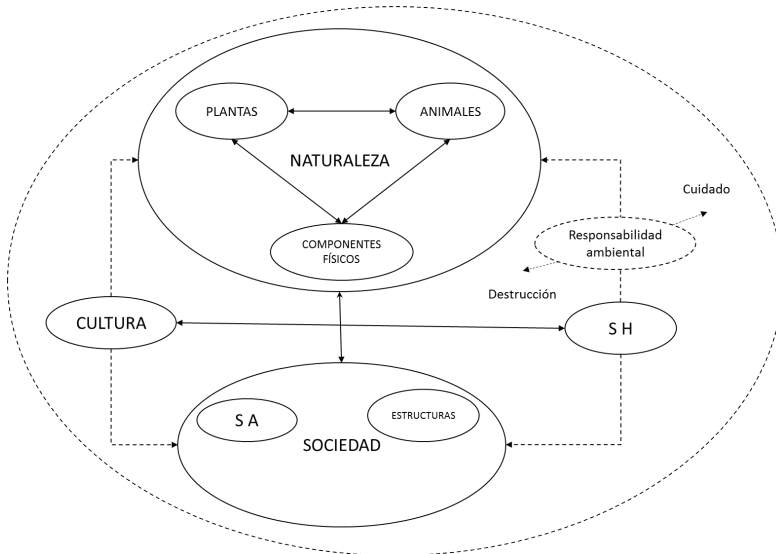 PLANTAS
ANIMALES
NATURALEZA
COMPONENTES
FÍSICOS
Cuidado
Responsabilidad
ambiental
Destrucción
CULTURA
S H
S A
ESTRUCTURAS
SOCIEDAD